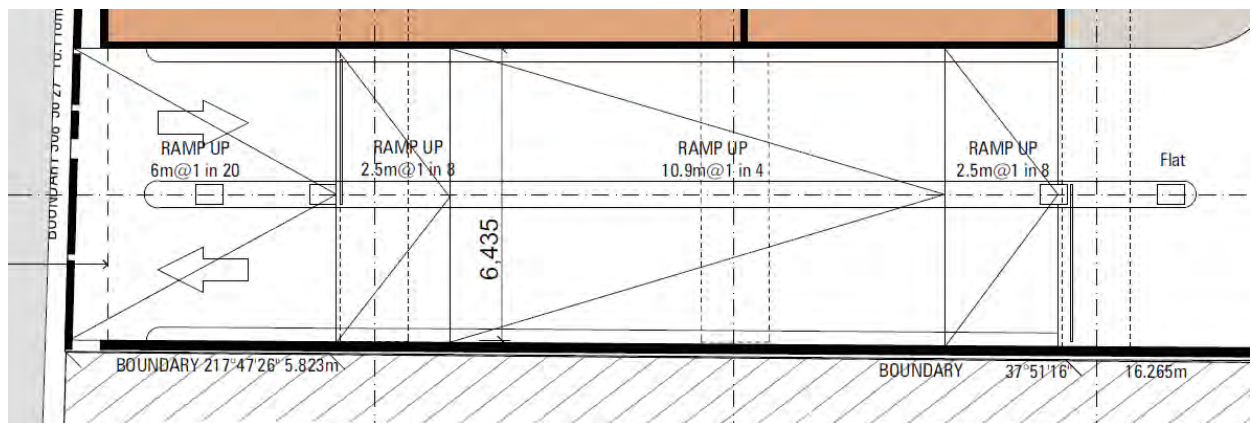 RAMP UP
6m@1 in 20
RAMP UP
2.5m@1 in 8
RAMP UP
10.9m@1 in 4
RAMP UP
2.5m@1 in 8
Flat
6,435
BOUNDARY
BOUNDARY 217°47'26" 5.823m
BOUNDARY
37°51'16"
16.265m